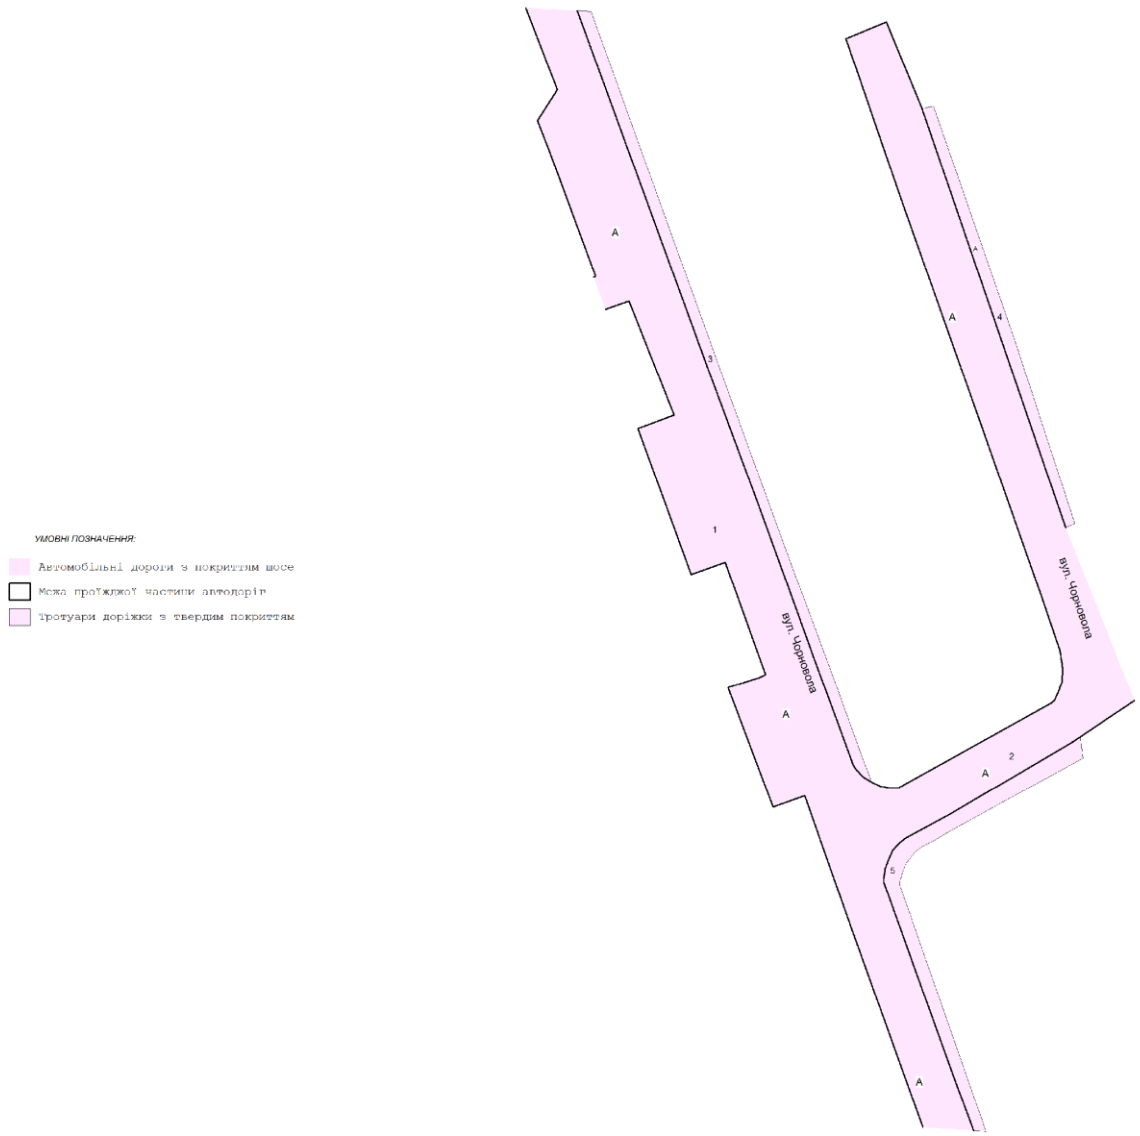 А
А
А
4
3
1
УМОВНІ ПОЗНАЧЕННЯ:
Автомобільні дороги з покриттям шосе
Межа проїжджої частини автодоріг
Тротуари доріжки з твердим покриттям
вул. Чорновола
вул. Чорновола
А
2
А
5
А